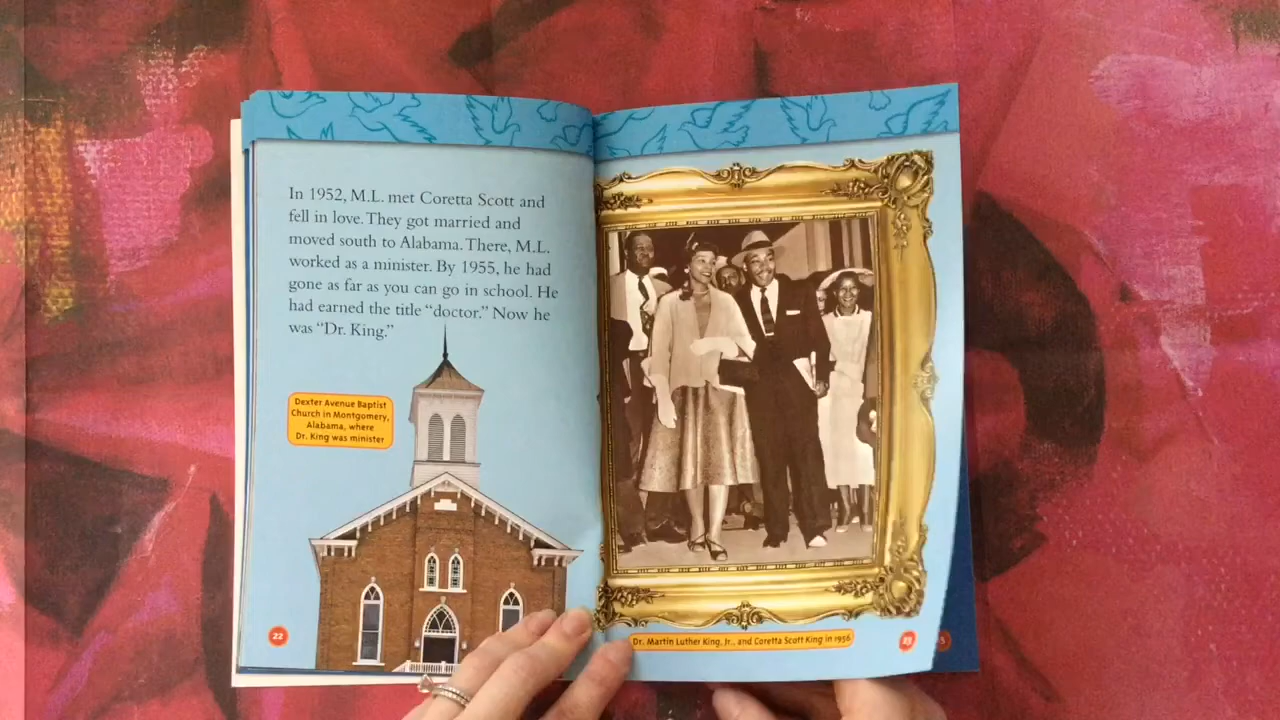 In 1952, M.L. met Coretta Scott and
fell in love. They got married and
moved south to Alabama. There, M.L.
worked as a minister. By 1955, he had
gone as far as you can go in school. He
had earned the title “doctor.” Now he
was “Dr. King.”
Dexter Avenue Baptist
Church in Montgomery,
Alabama, where
Dr. King was minister
22
Dr. Martin Luther King, Jr., and Coretta Scott King in 1956
23